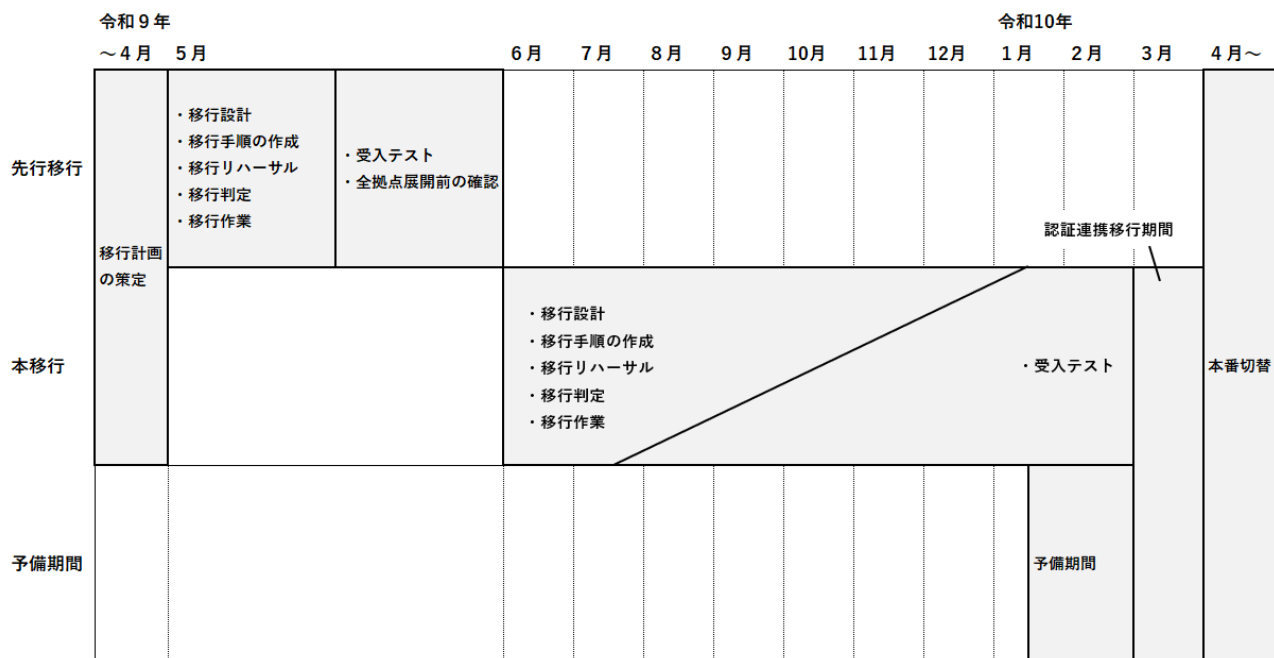 令和９年
令和10年
～４月 ５月 ６月 ７月 ８月 ９月 10月 11月 12月 １月 ２月 ３月 ４月～
先行移行
・移行設計
・移行手順の作成
・移行リハーサル
・移行判定
・移行作業
・受入テスト
・全拠点展開前の確認
移行計画
の策定
認証連携移行期間
本移行
・移行設計
・移行手順の作成
・移行リハーサル
・移行判定
・移行作業
・受入テスト
本番切替
予備期間
予備期間